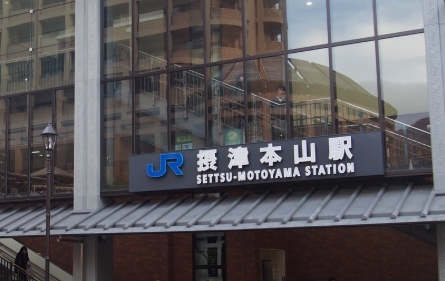 JR 摂津本山駅
SETTSU-MOTOYAMA STATION